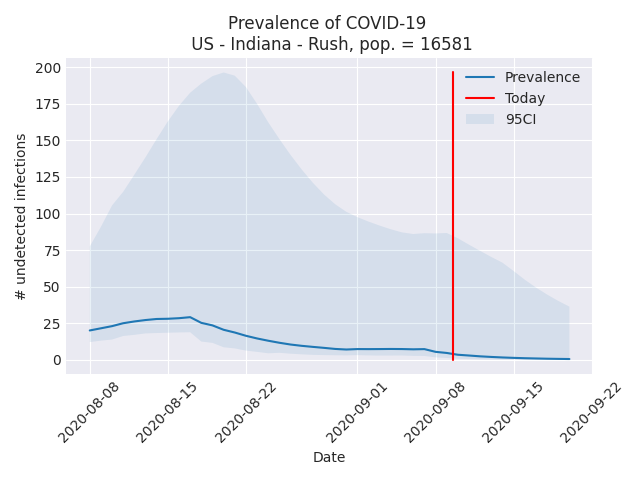 Prevalence of COVID-19
US - Indiana - Rush, pop. = 16581
200
175
150
125
100
75
50
25
0
# undetected infections
Prevalence
Today
95CI
2020-08-08
2020-08-15
2020-08-22
2020-09-01
2020-09-08
2020-09-15
2020-09-22
Date